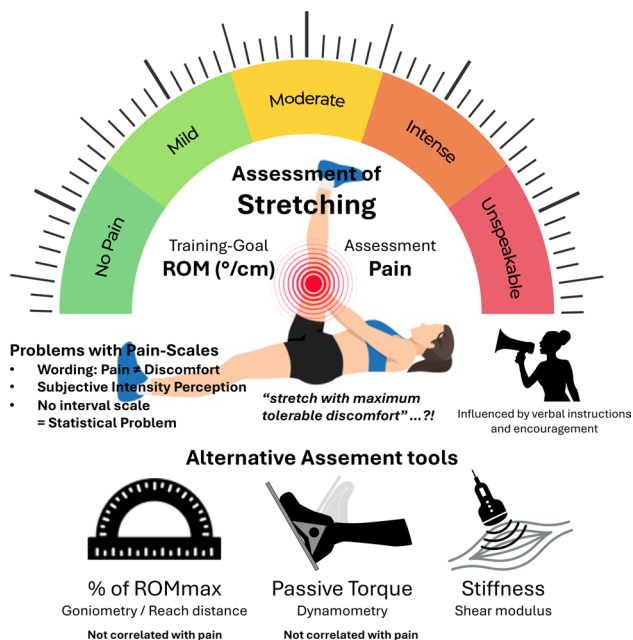 No Pain
Mild
Moderate
Intense
Unspeakable
Assessment of
Stretching
Training-Goal
ROM (°/cm)
Assessment
Pain
Problems with Pain-Scales
• Wording: Pain ≠ Discomfort
• Subjective Intensity Perception
• No interval scale
= Statistical Problem
“stretch with maximum
tolerable discomfort” ...?!
Influenced by verbal instructions
and encouragement
Alternative Assement tools
% of ROMmax
Goniometry / Reach distance
Not correlated with pain
Passive Torque
Dynamometry
Not correlated with pain
Stiffness
Shear modulus